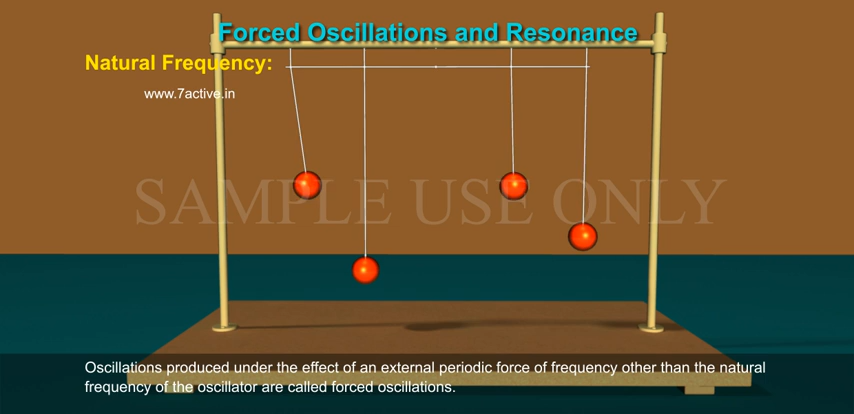 Forced Oscillations and Resonance
Natural Frequency:
www.7active.in
SAMPLE USE ONLY
Oscillations produced under the effect of an external periodic force of frequency other than the natural
frequency of the oscillator are called forced oscillations.